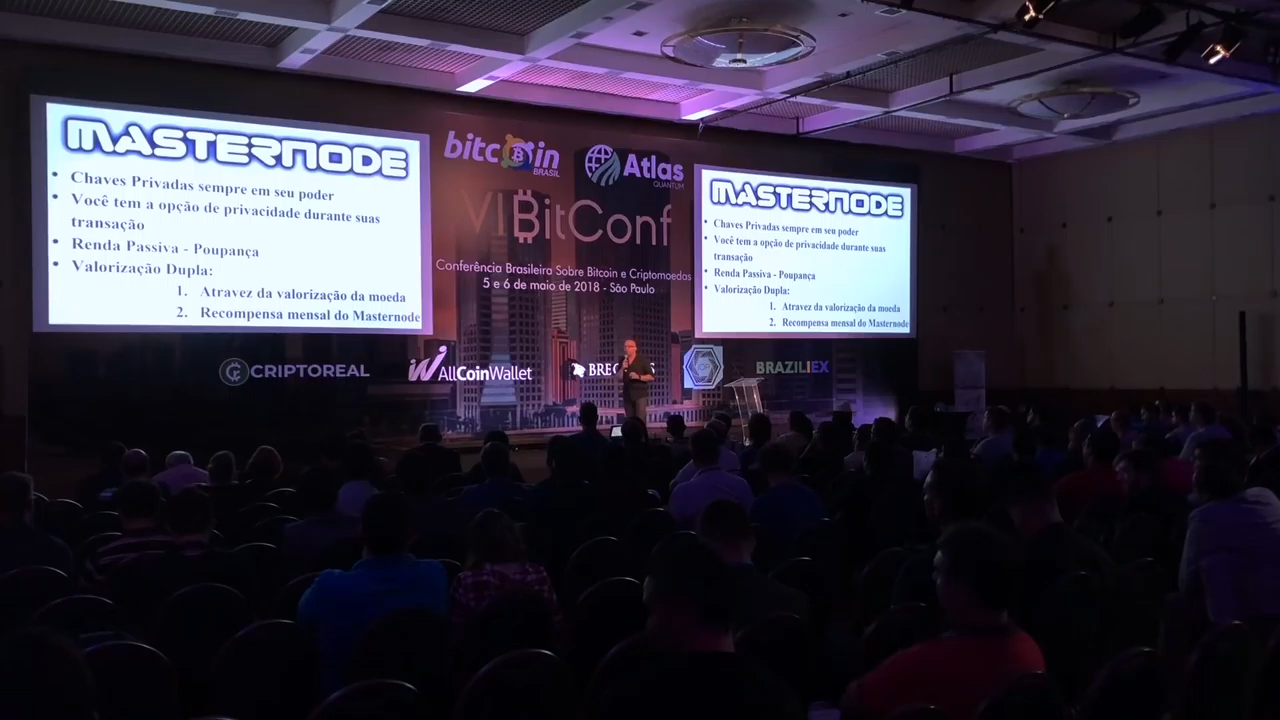 MASTERNODE
• Chaves Privadas sempre em seu poder
• Você tem a opção de privacidade durante suas
transação
• Renda Passiva - Poupança
• Valorização Dupla:
1. Atravez da valorização da moeda
2. Recompensa mensal do Masternode
bitcoin
BRASIL
Atlas
QUANTUM
VI BitConf
Conferência Brasileira Sobre Bitcoin e Criptomoedas
5 e 6 de maio de 2018 - São Paulo
MASTERNODE
• Chaves Privadas sempre em seu poder
• Você tem a opção de privacidade durante suas
transação
• Renda Passiva - Poupança
• Valorização Dupla:
1. Atravez da valorização da moeda
2. Recompensa mensal do Masternode
CRIPTOREAL
AllCoinWallet
BRAZILIEX